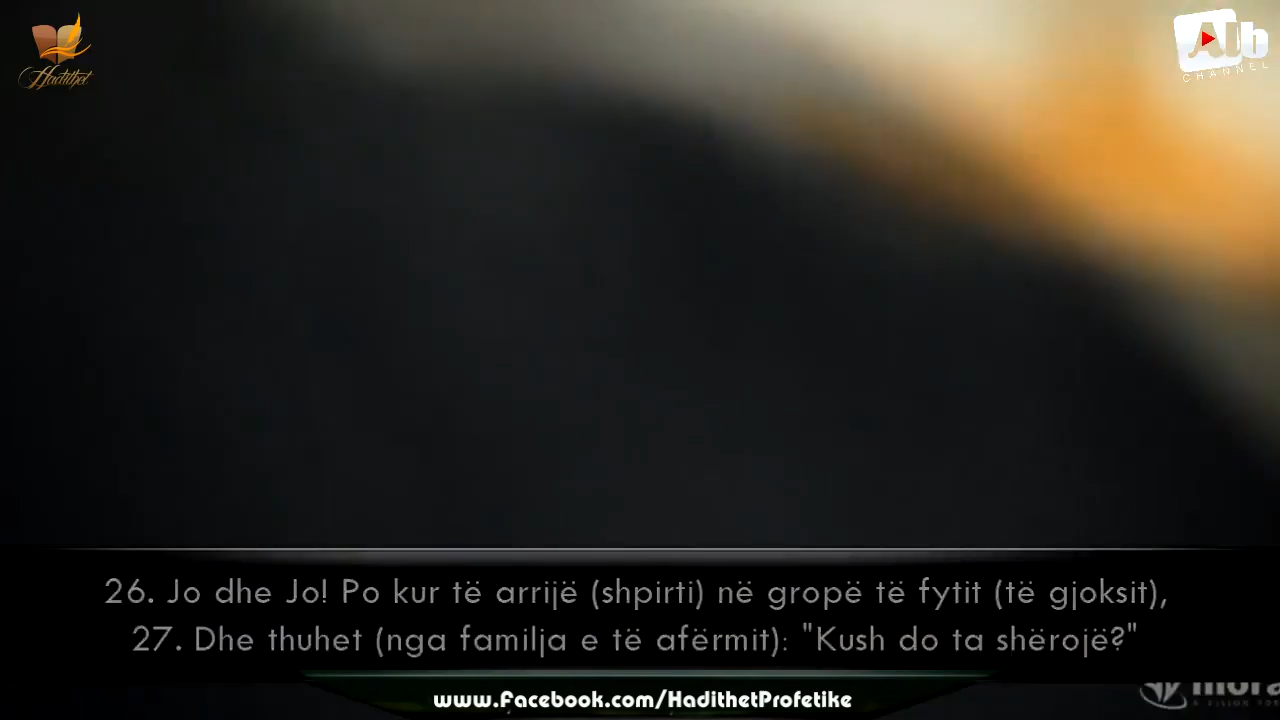 Hadithet
Alb
CHANNEL
26. Jo dhe Jo! Po kur të arrijë (shpirti) në gropë të fytit (të gjoksit),
27. Dhe thuhet (nga familja e të afërmit): "Kush do ta shërojë?"
www.Facebook.com/HadithetProfetike